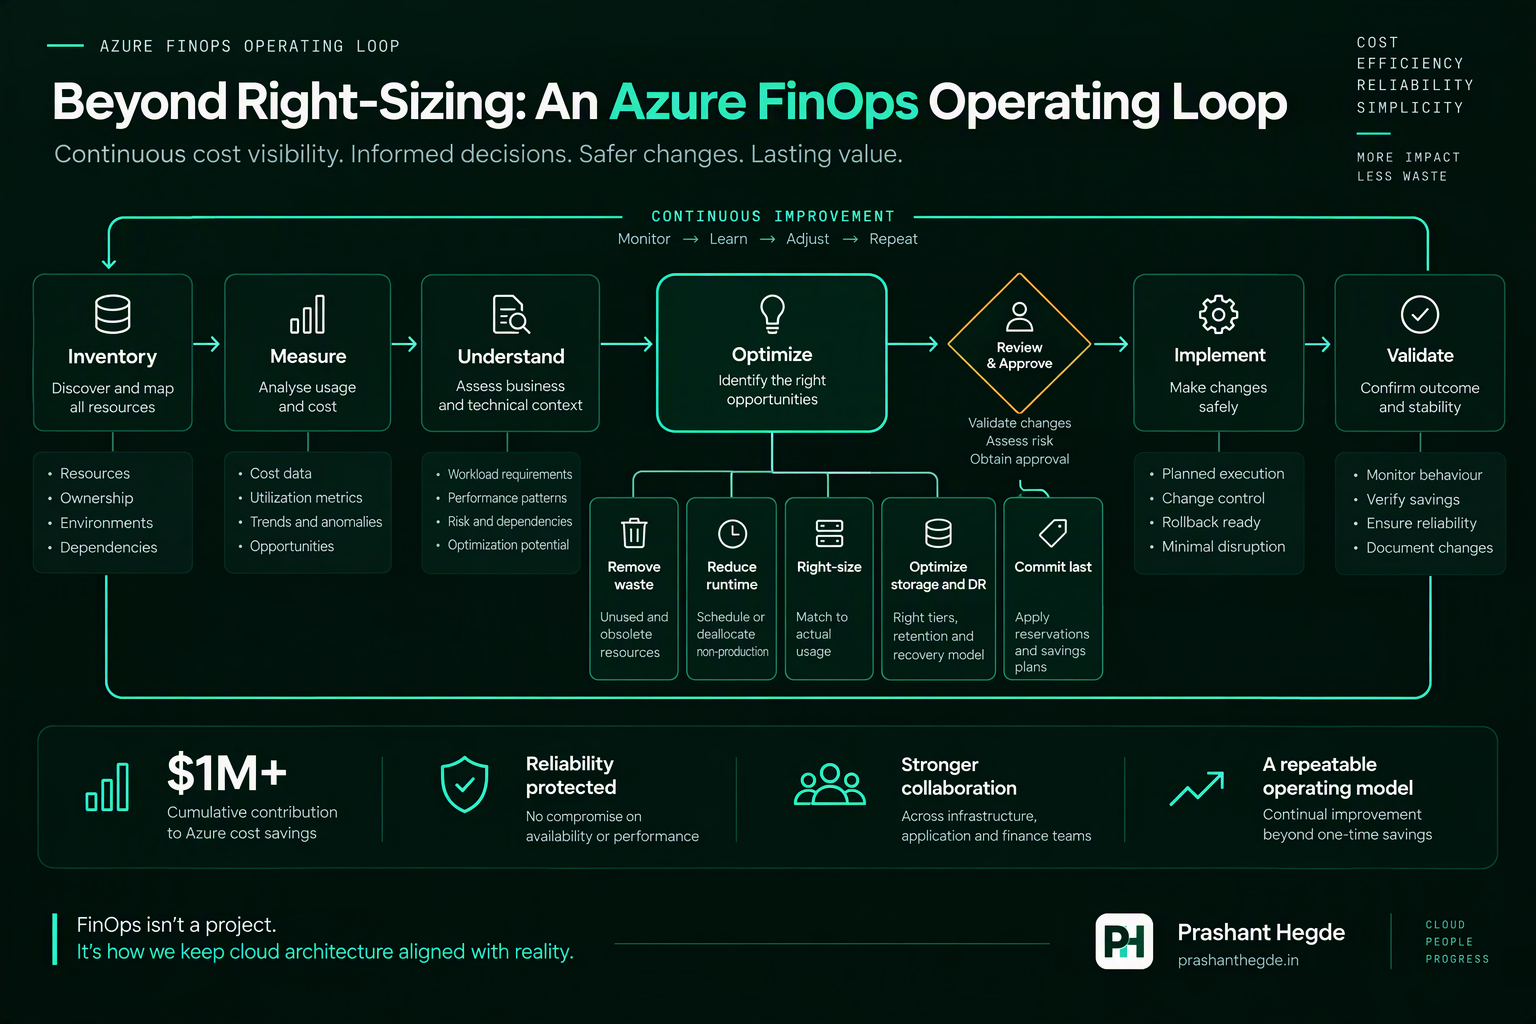 AZURE FINOPS OPERATING LOOP
Beyond Right-Sizing: An Azure FinOps Operating Loop
Continuous cost visibility. Informed decisions. Safer changes. Lasting value.
COST
EFFICIENCY
RELIABILITY
SIMPLICITY
MORE IMPACT
LESS WASTE
CONTINUOUS IMPROVEMENT
Monitor → Learn → Adjust → Repeat
Inventory
Discover and map
all resources
• Resources
• Ownership
• Environments
• Dependencies
Measure
Analyse usage
and cost
• Cost data
• Utilization metrics
• Trends and anomalies
• Opportunities
Understand
Assess business
and technical context
• Workload requirements
• Performance patterns
• Risk and dependencies
• Optimization potential
Optimize
Identify the right
opportunities
Remove
waste
Unused and
obsolete
resources
Reduce
runtime
Schedule or
deallocate
non-production
Right-size
Match to
actual
usage
Optimize
storage and DR
Right tiers,
retention and
recovery model
Commit last
Apply
reservations
and savings
plans
Review
& Approve
Validate changes
Assess risk
Obtain approval
Implement
Make changes
safely
• Planned execution
• Change control
• Rollback ready
• Minimal disruption
Validate
Confirm outcome
and stability
• Monitor behaviour
• Verify savings
• Ensure reliability
• Document changes
$1M+
Cumulative contribution
to Azure cost savings
Reliability
protected
No compromise on
availability or performance
Stronger
collaboration
Across infrastructure,
application and finance teams
A repeatable
operating model
Continual improvement
beyond one-time savings
FinOps isn't a project.
It's how we keep cloud architecture aligned with reality.
PH
Prashant Hegde
prashanthegde.in
CLOUD
PEOPLE
PROGRESS